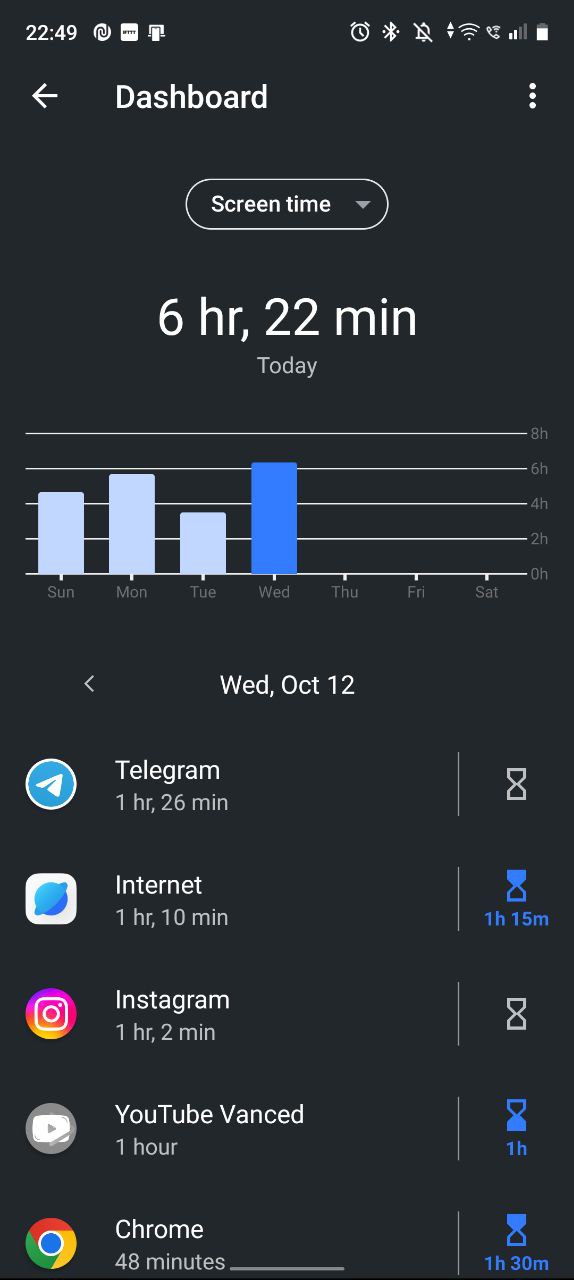 22:49
Dashboard
Screen time
6 hr, 22 min
Today
8h
6h
4h
2h
0h
Sun Mon Tue Wed Thu Fri Sat
Wed, Oct 12
Telegram
1 hr, 26 min
Internet
1 hr, 10 min
1h 15m
Instagram
1 hr, 2 min
YouTube Vanced
1 hour
1h
Chrome
48 minutes
1h 30m